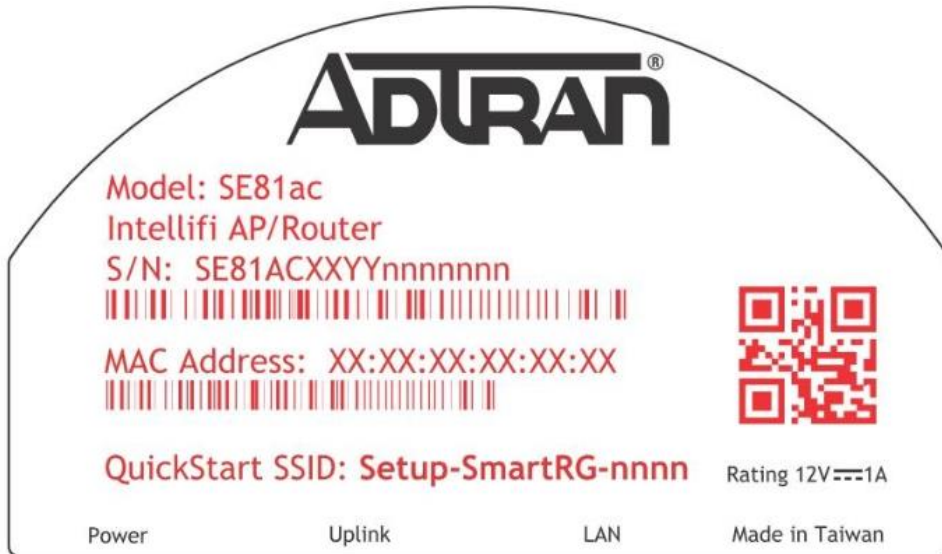 ADTRAN®
Model: SE81ac
Intellifi AP/Router
S/N: SE81ACXXYYnnnnnnn
MAC Address: XX:XX:XX:XX:XX:XX
QuickStart SSID: Setup-SmartRG-nnnn
Rating 12V⎓1A
Power
Uplink
LAN
Made in Taiwan